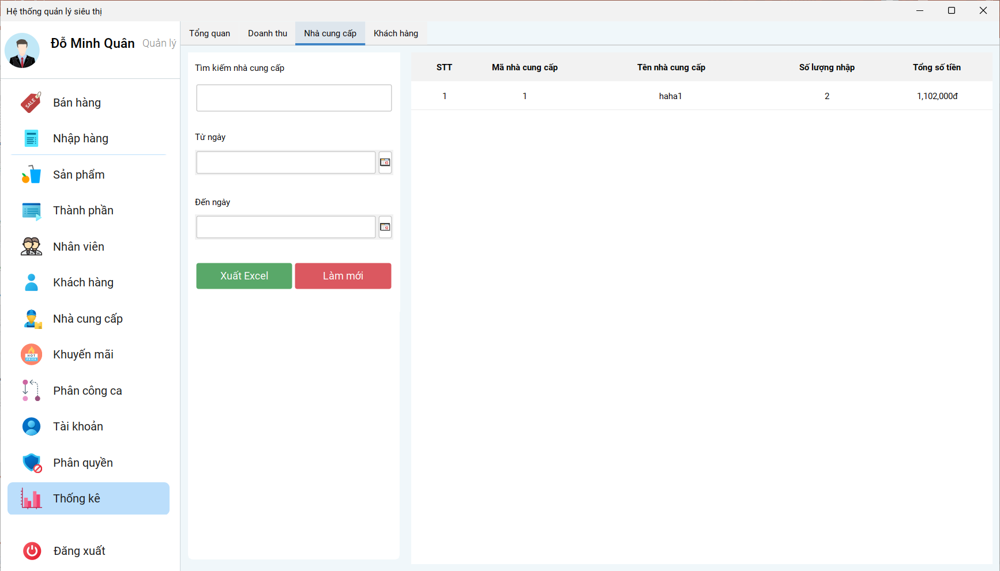 Hệ thống quản lý siêu thị
Đỗ Minh Quân Quản lý
SALE
Bán hàng
Nhập hàng
Sản phẩm
Thành phần
Nhân viên
Khách hàng
Nhà cung cấp
HOT
PRICE
Khuyến mãi
Phân công ca
Tài khoản
Phân quyền
Thống kê
Đăng xuất
Tổng quan Doanh thu Nhà cung cấp Khách hàng
Tìm kiếm nhà cung cấp
Từ ngày
Đến ngày
Xuất Excel Làm mới
STT Mã nhà cung cấp Tên nhà cung cấp Số lượng nhập Tổng số tiền
1 1 haha1 2 1,102,000đ